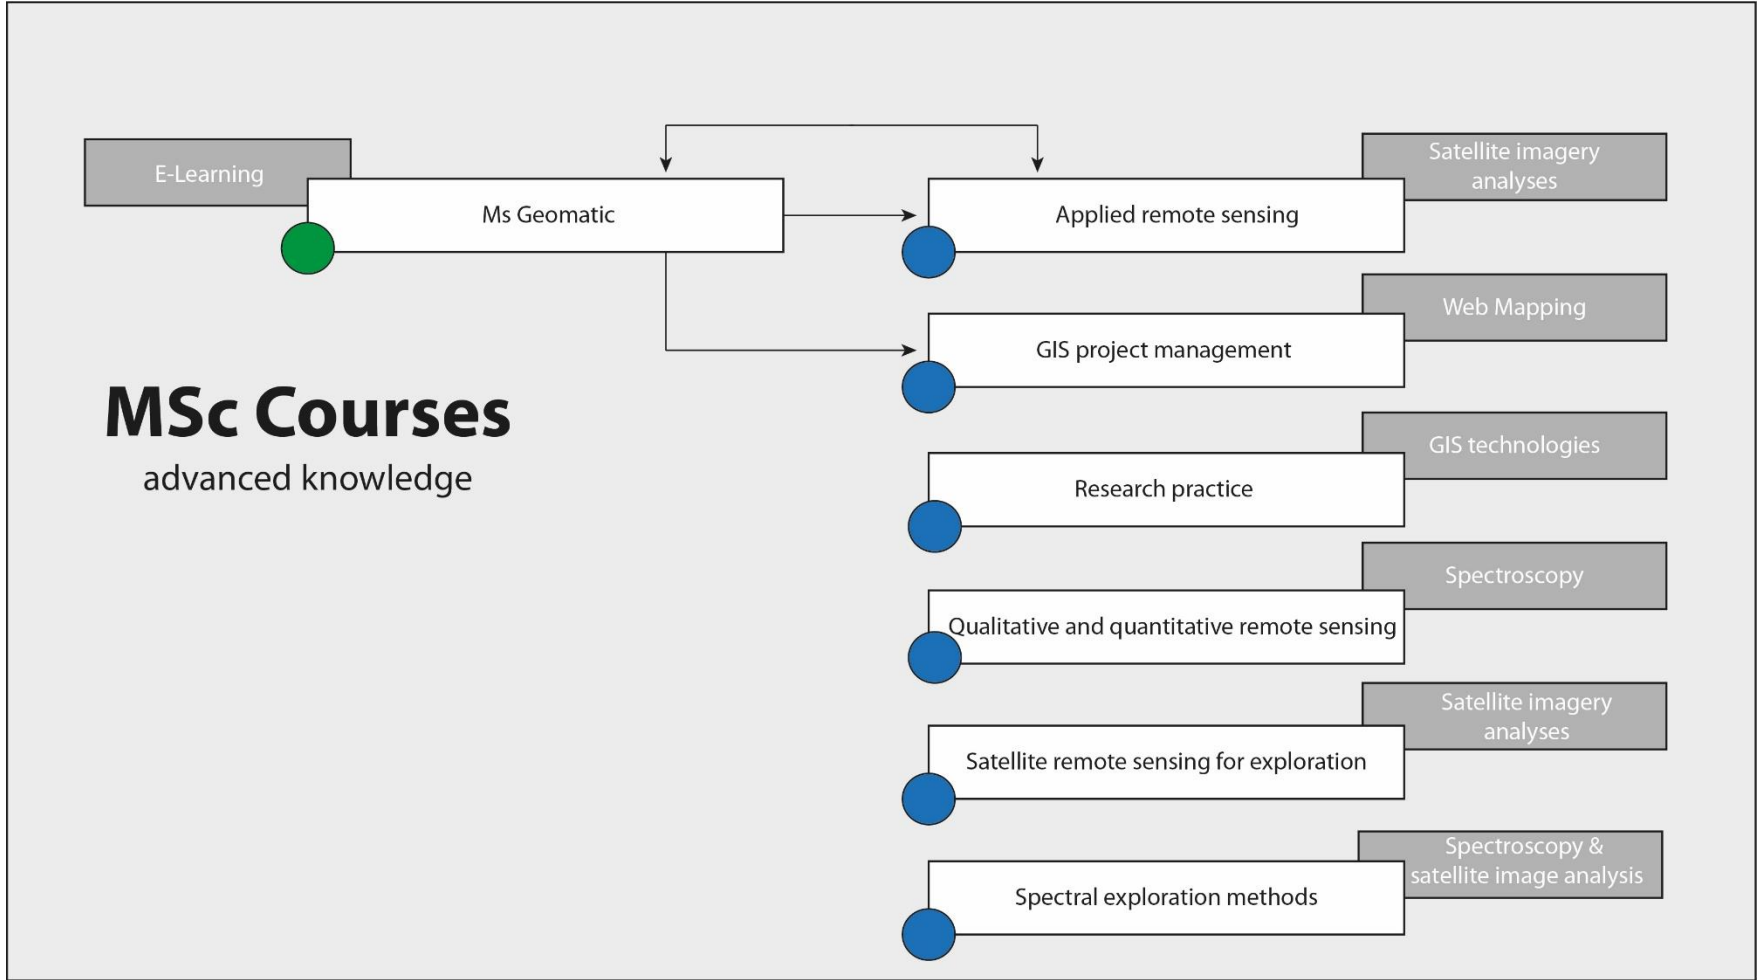 E-Learning
Ms Geomatic
Satellite imagery
analyses
Applied remote sensing
Web Mapping
GIS project management
MSc Courses
advanced knowledge
GIS technologies
Research practice
Spectroscopy
Qualitative and quantitative remote sensing
Satellite imagery
analyses
Satellite remote sensing for exploration
Spectroscopy &
satellite image analysis
Spectral exploration methods